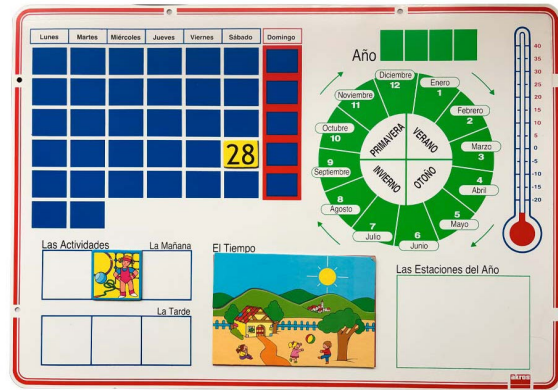 Lunes Martes Miércoles Jueves Viernes Sábado Domingo
28
Año
Diciembre
12
Enero
1
Febrero
2
Marzo
3
4
Abril
5
Mayo
6
Junio
7
Julio
8
Agosto
9
Septiembre
Octubre
10
Noviembre
11
PRIMAVERA
VERANO
OTOÑO
INVIERNO
40
35
30
25
20
15
10
5
0
-5
-10
-15
-20
Las Actividades
La Mañana
La Tarde
El Tiempo
Las Estaciones del Año
akros